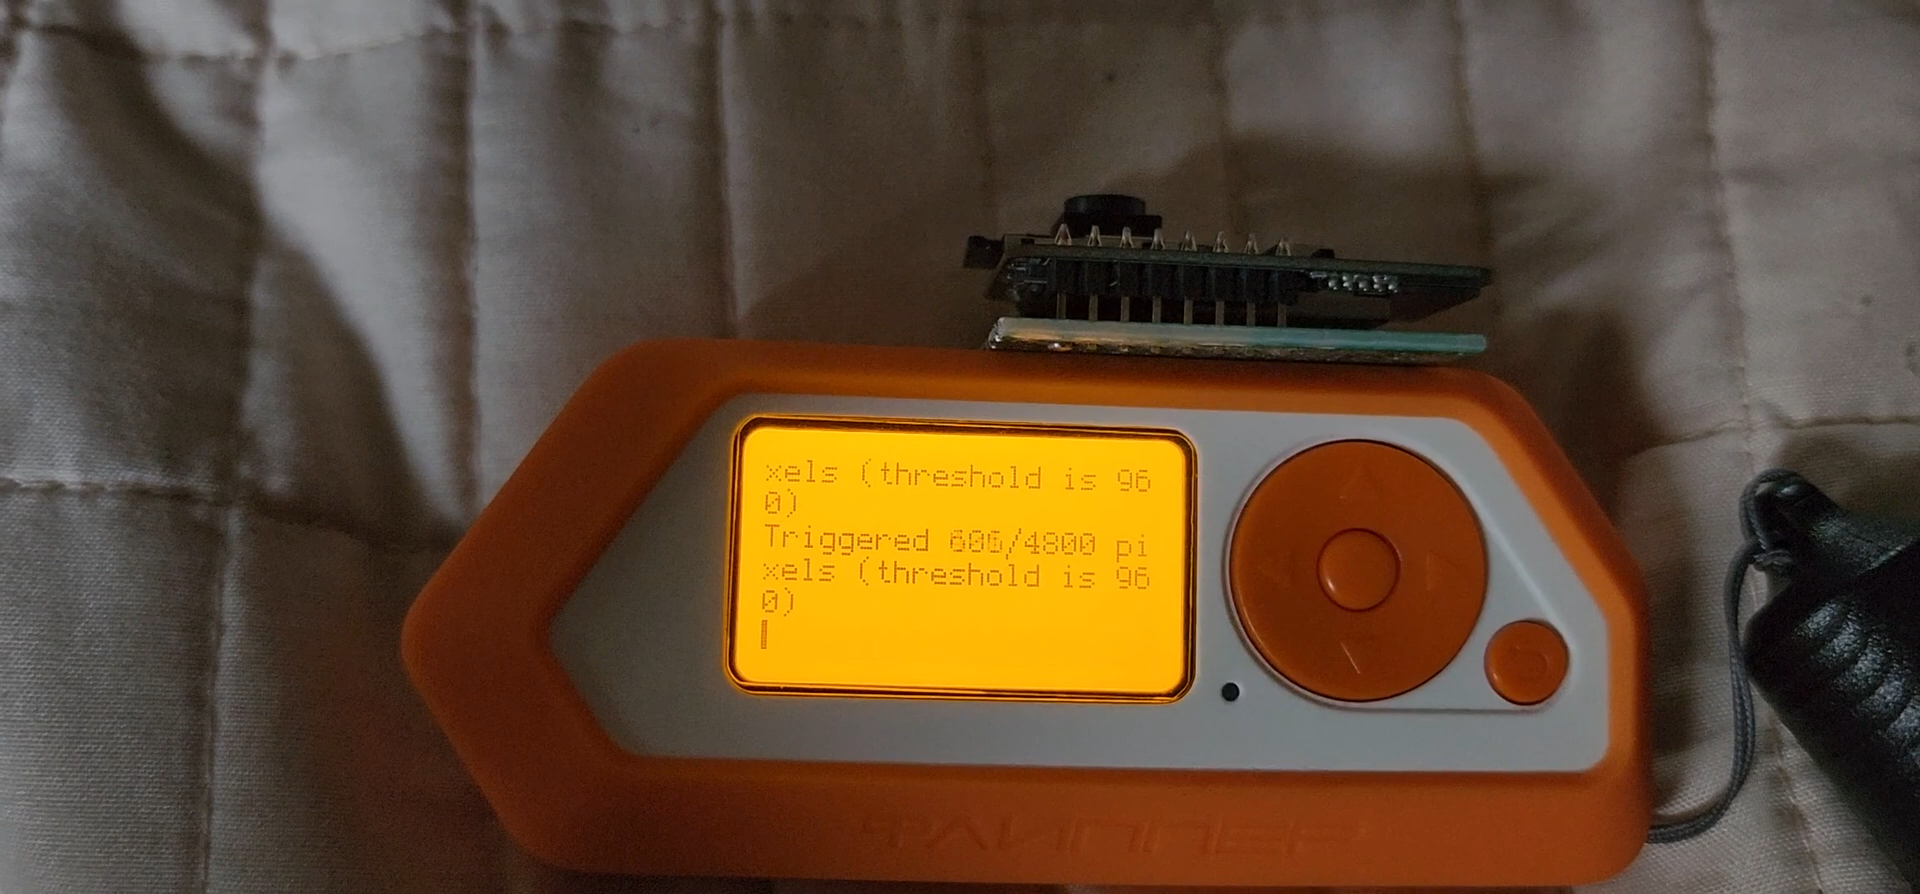 xels (threshold is 96
0)
Triggered 606/4800 pi
xels (threshold is 96
0)